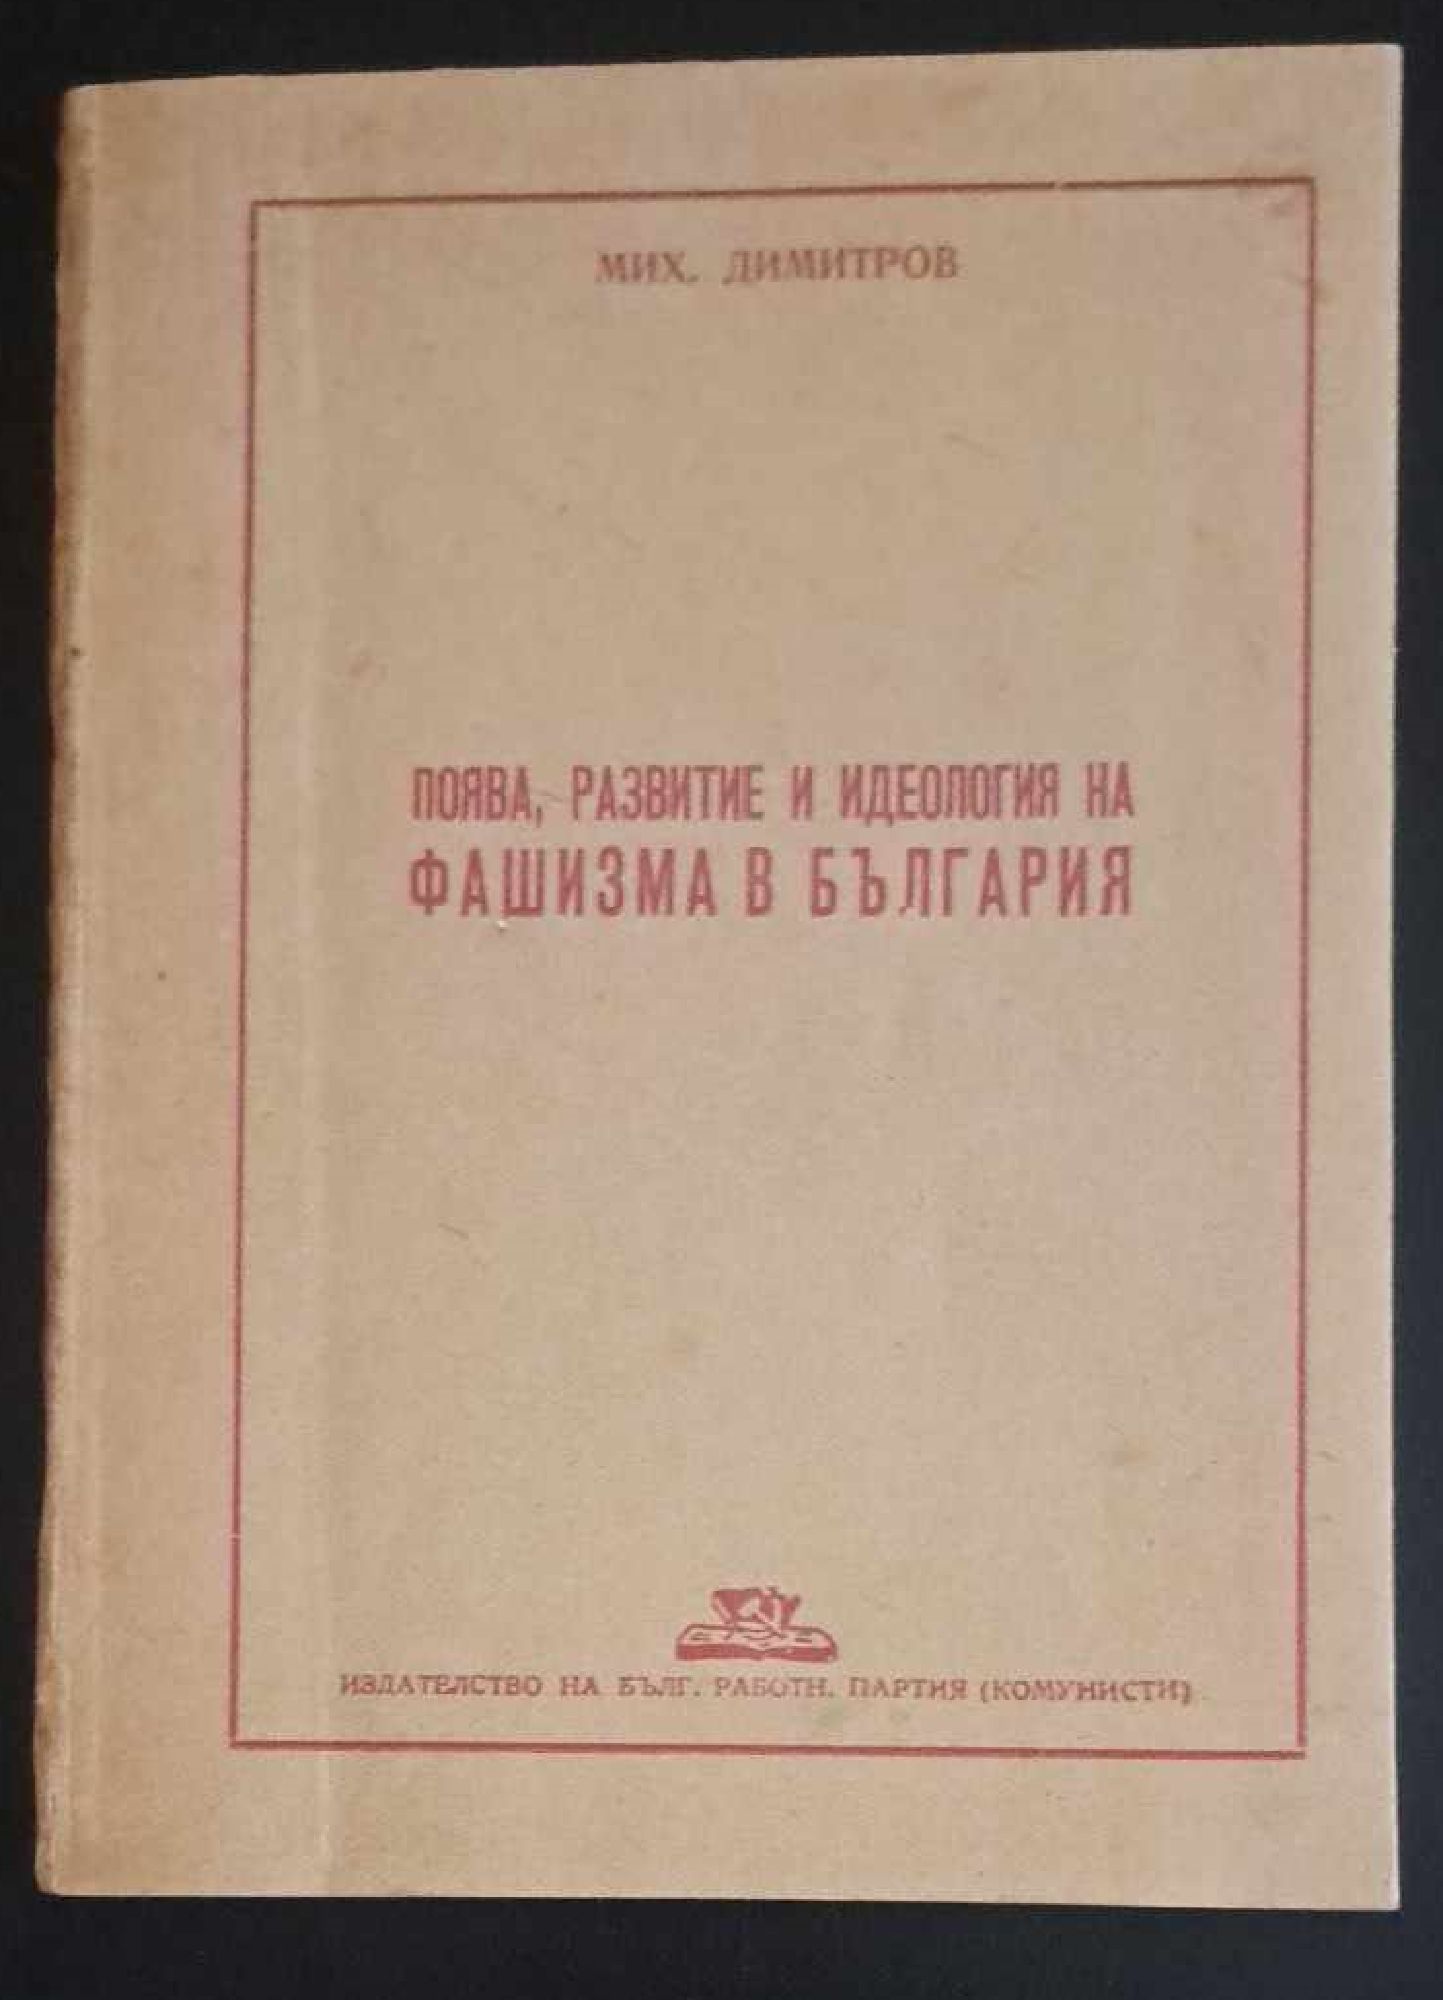 МИХ. ДИМИТРОВ
ПОЯВА, РАЗВИТИЕ И ИДЕОЛОГИЯ НА
ФАШИЗМА В БЪЛГАРИЯ
ИЗДАТЕЛСТВО НА БЪЛГ. РАБОТН. ПАРТИЯ (КОМУНИСТИ)